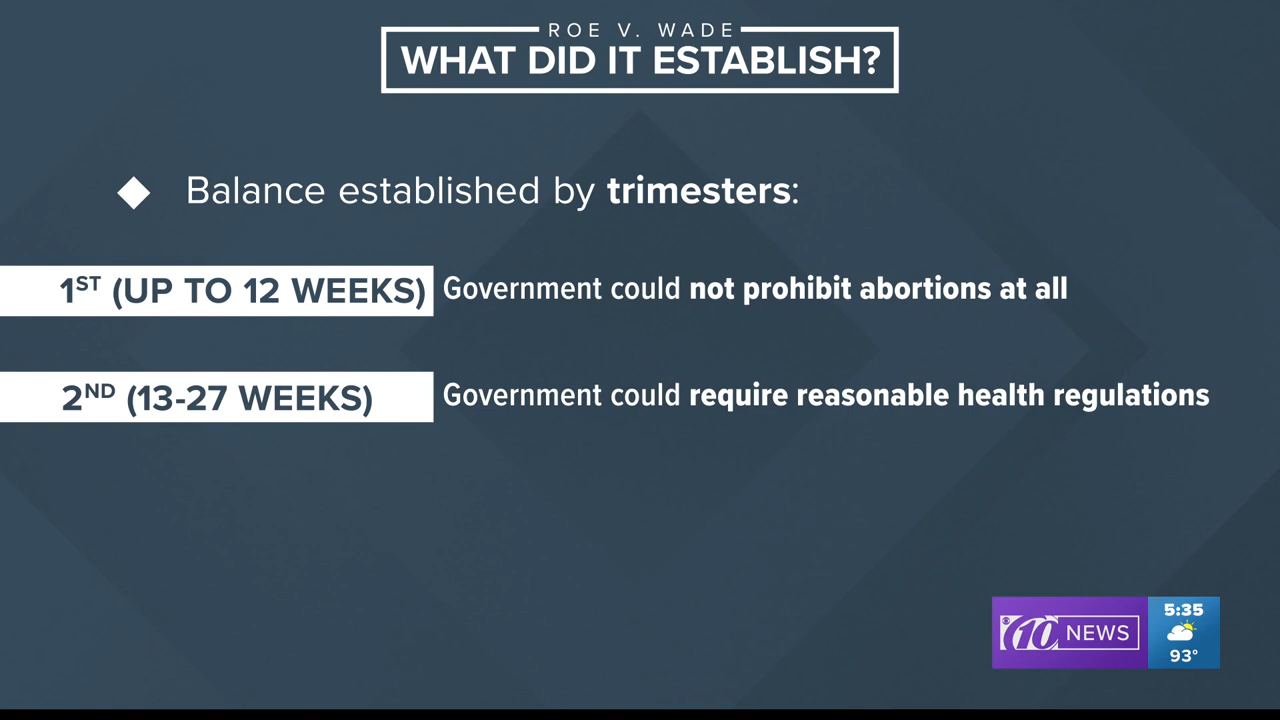 ROE V. WADE
WHAT DID IT ESTABLISH?
Balance established by trimesters:
1ST (UP TO 12 WEEKS) Government could not prohibit abortions at all
2ND (13-27 WEEKS) Government could require reasonable health regulations
10 NEWS
5:35
93°